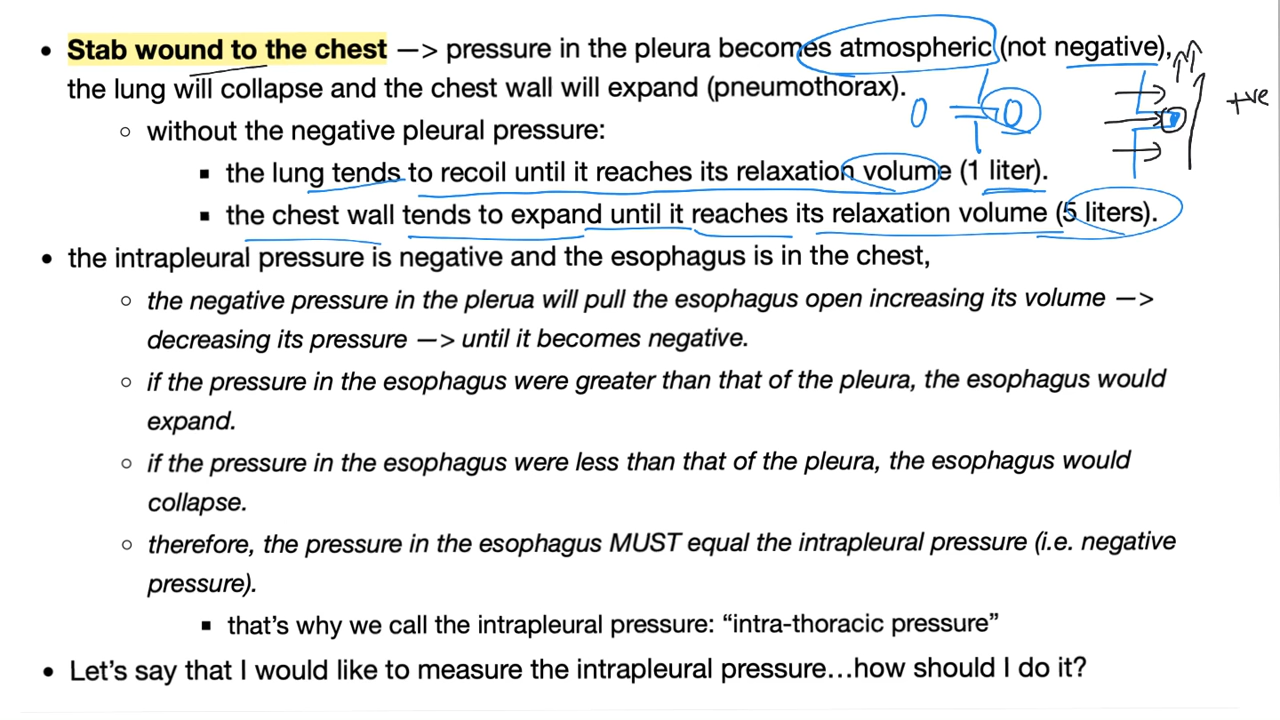 • Stab wound to the chest —> pressure in the pleura becomes atmospheric (not negative),
the lung will collapse and the chest wall will expand (pneumothorax).
0 0 +ve
◦ without the negative pleural pressure:
▪ the lung tends to recoil until it reaches its relaxation volume (1 liter).
▪ the chest wall tends to expand until it reaches its relaxation volume (5 liters).
• the intrapleural pressure is negative and the esophagus is in the chest,
◦ the negative pressure in the plerua will pull the esophagus open increasing its volume —>
decreasing its pressure —> until it becomes negative.
◦ if the pressure in the esophagus were greater than that of the pleura, the esophagus would
expand.
◦ if the pressure in the esophagus were less than that of the pleura, the esophagus would
collapse.
◦ therefore, the pressure in the esophagus MUST equal the intrapleural pressure (i.e. negative
pressure).
▪ that’s why we call the intrapleural pressure: “intra-thoracic pressure”
• Let’s say that I would like to measure the intrapleural pressure…how should I do it?